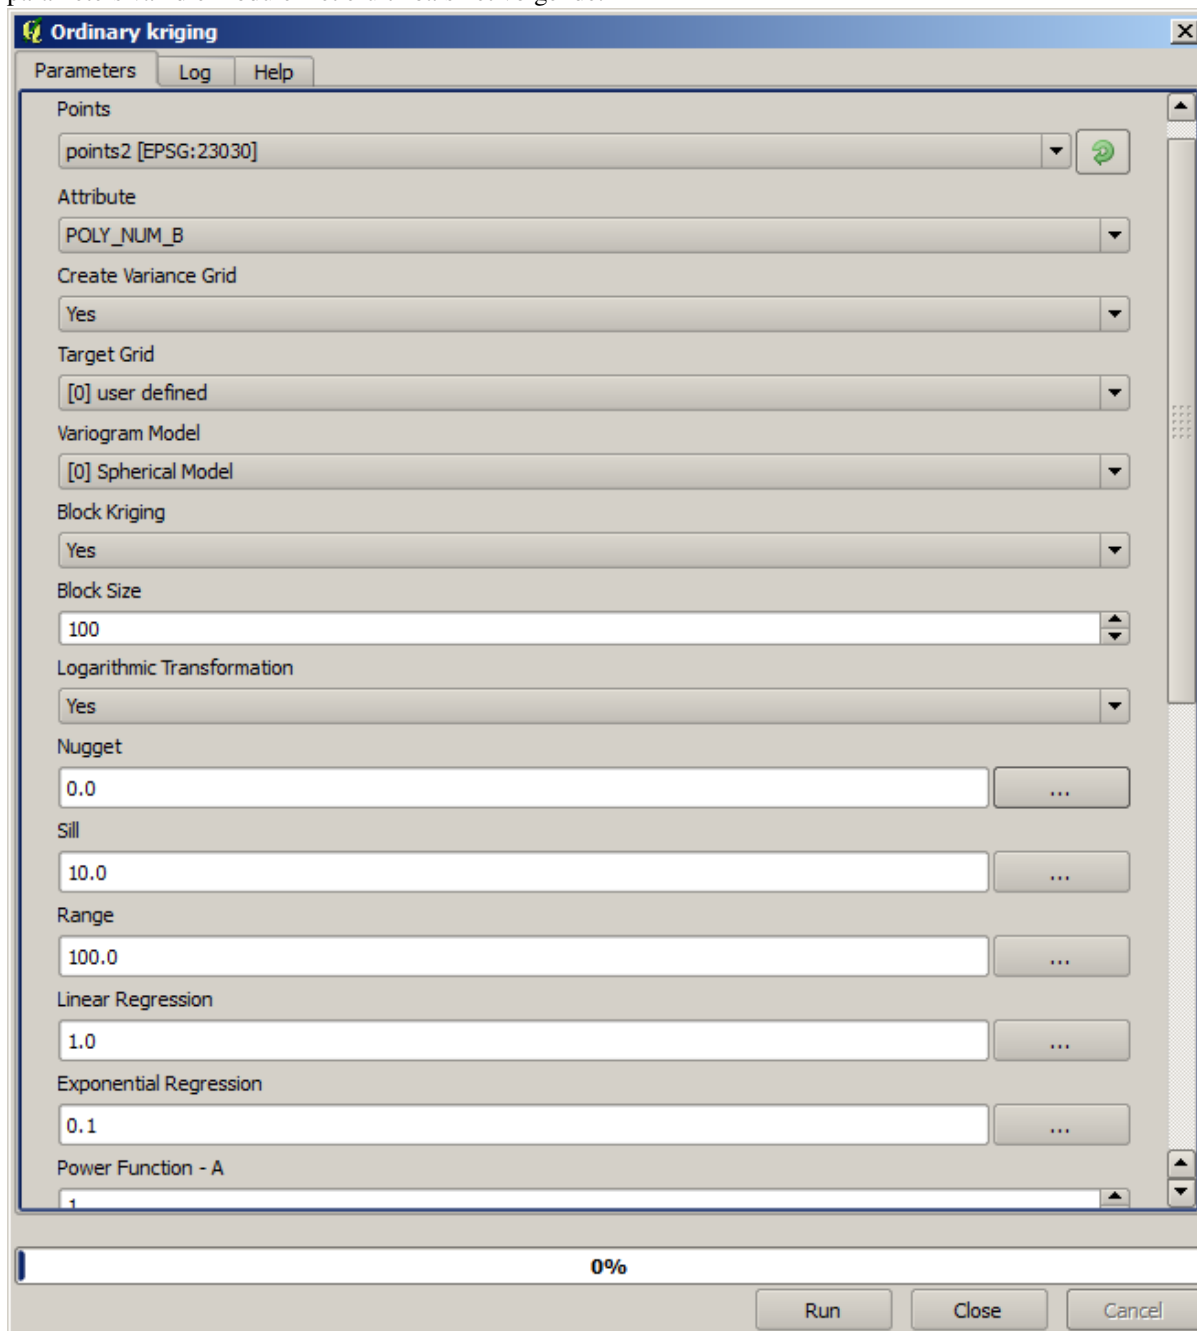 Ordinary kriging
Parameters Log Help
Points
points2 [EPSG:23030]
Attribute
POLY_NUM_B
Create Variance Grid
Yes
Target Grid
[0] user defined
Variogram Model
[0] Spherical Model
Block Kriging
Yes
Block Size
100
Logarithmic Transformation
Yes
Nugget
0.0 ...
Sill
10.0 ...
Range
100.0 ...
Linear Regression
1.0 ...
Exponential Regression
0.1 ...
Power Function - A
1
0%
Run Close Cancel